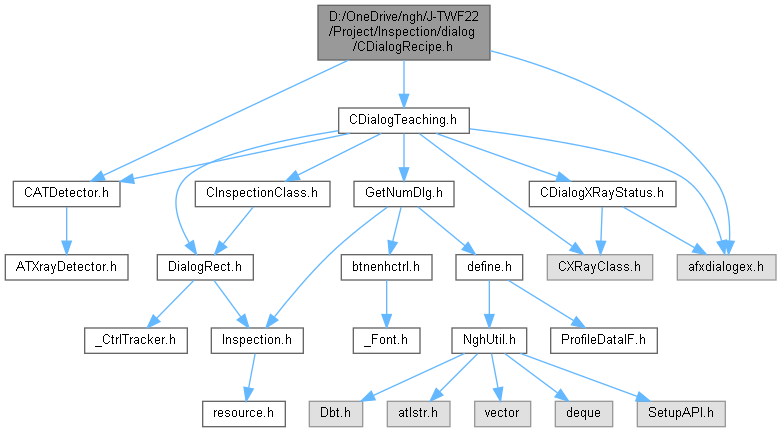 D:/OneDrive/ngh/J-TWF22
/Project/Inspection/dialog
/CDialogRecipe.h
CDialogTeaching.h
CATDetector.h
CInspectionClass.h
GetNumDlg.h
CDialogXRayStatus.h
ATXrayDetector.h
DialogRect.h
btnenhctrl.h
define.h
CXRayClass.h
afxdialogex.h
_CtrlTracker.h
Inspection.h
_Font.h
NghUtil.h
ProfileDataIF.h
resource.h
Dbt.h
atlstr.h
vector
deque
SetupAPI.h